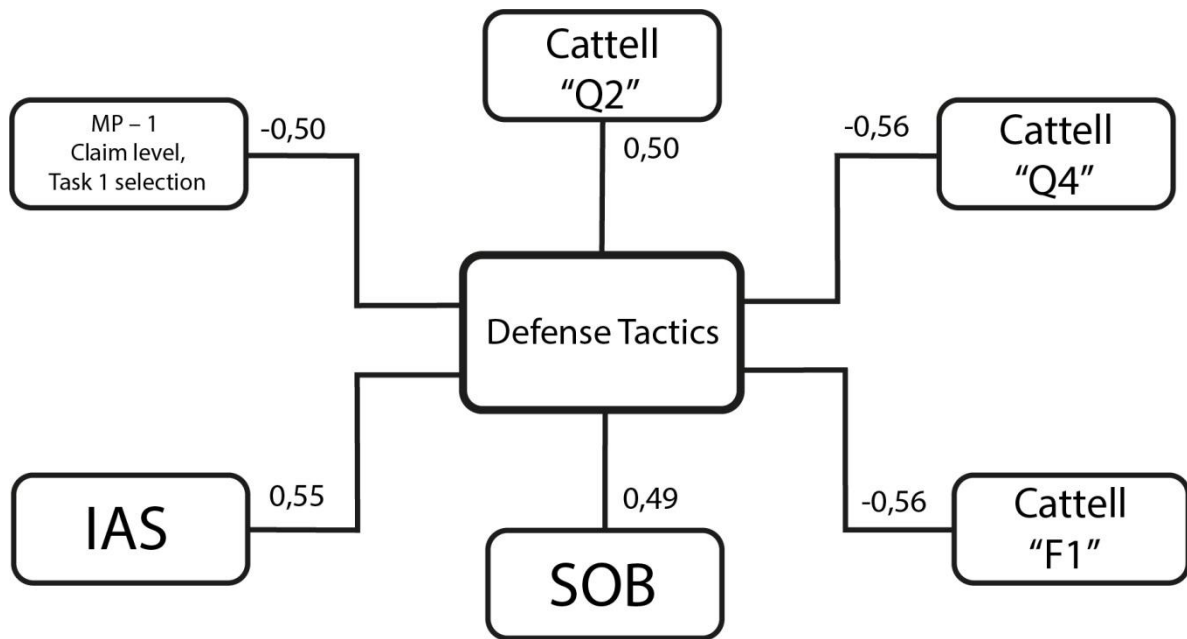 Cattell
“Q2”
MP – 1
Claim level,
Task 1 selection
-0,50
0,50
-0,56
Cattell
“Q4”
Defense Tactics
IAS
0,55
0,49
SOB
-0,56
Cattell
“F1”